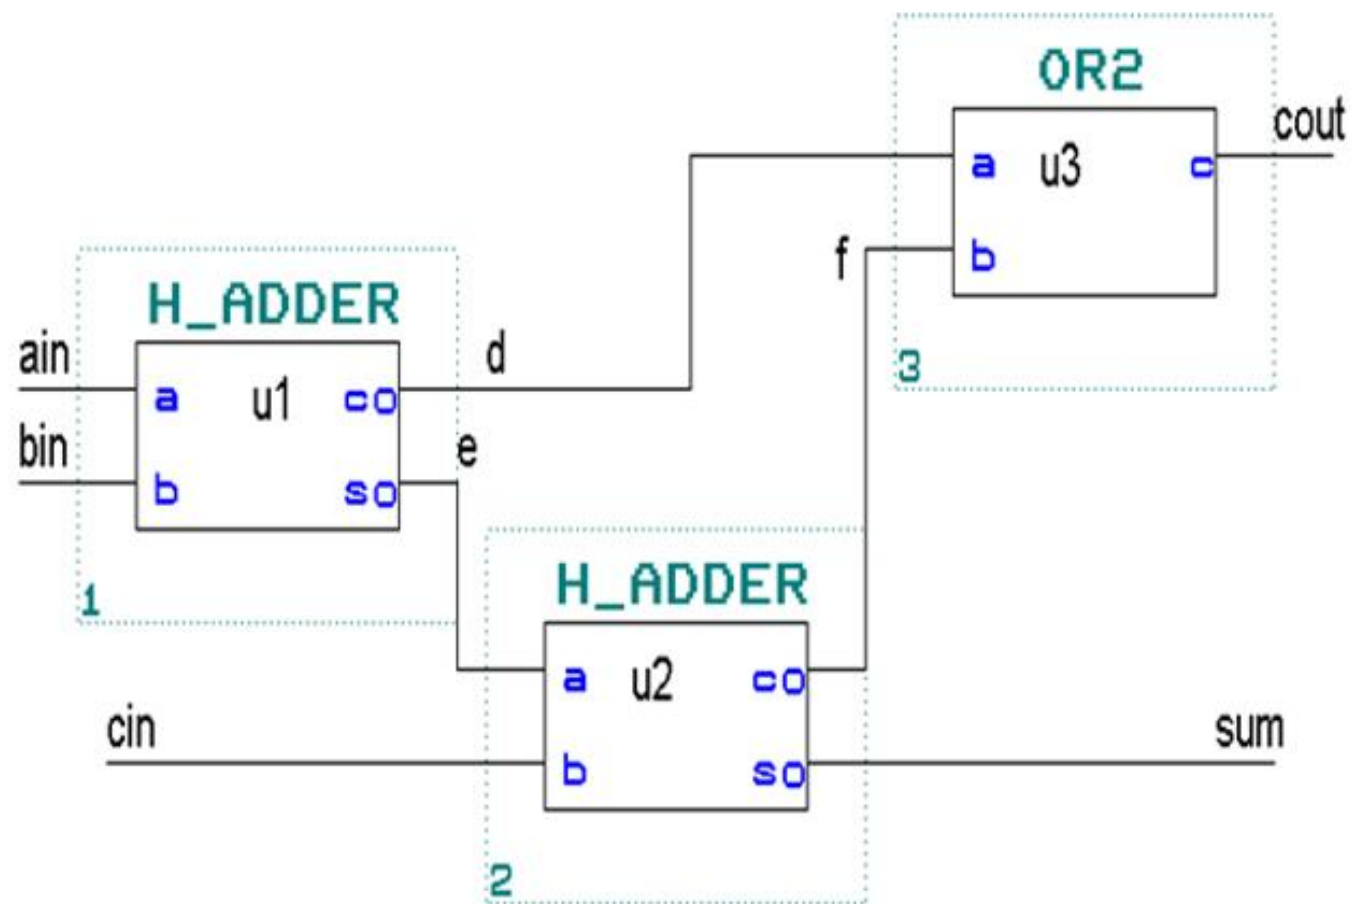 OR2
cout
a u3 c
f b
3
H_ADDER
ain
d
a u1 co
bin
e
b so
1
H_ADDER
a u2 co
cin
sum
b so
2